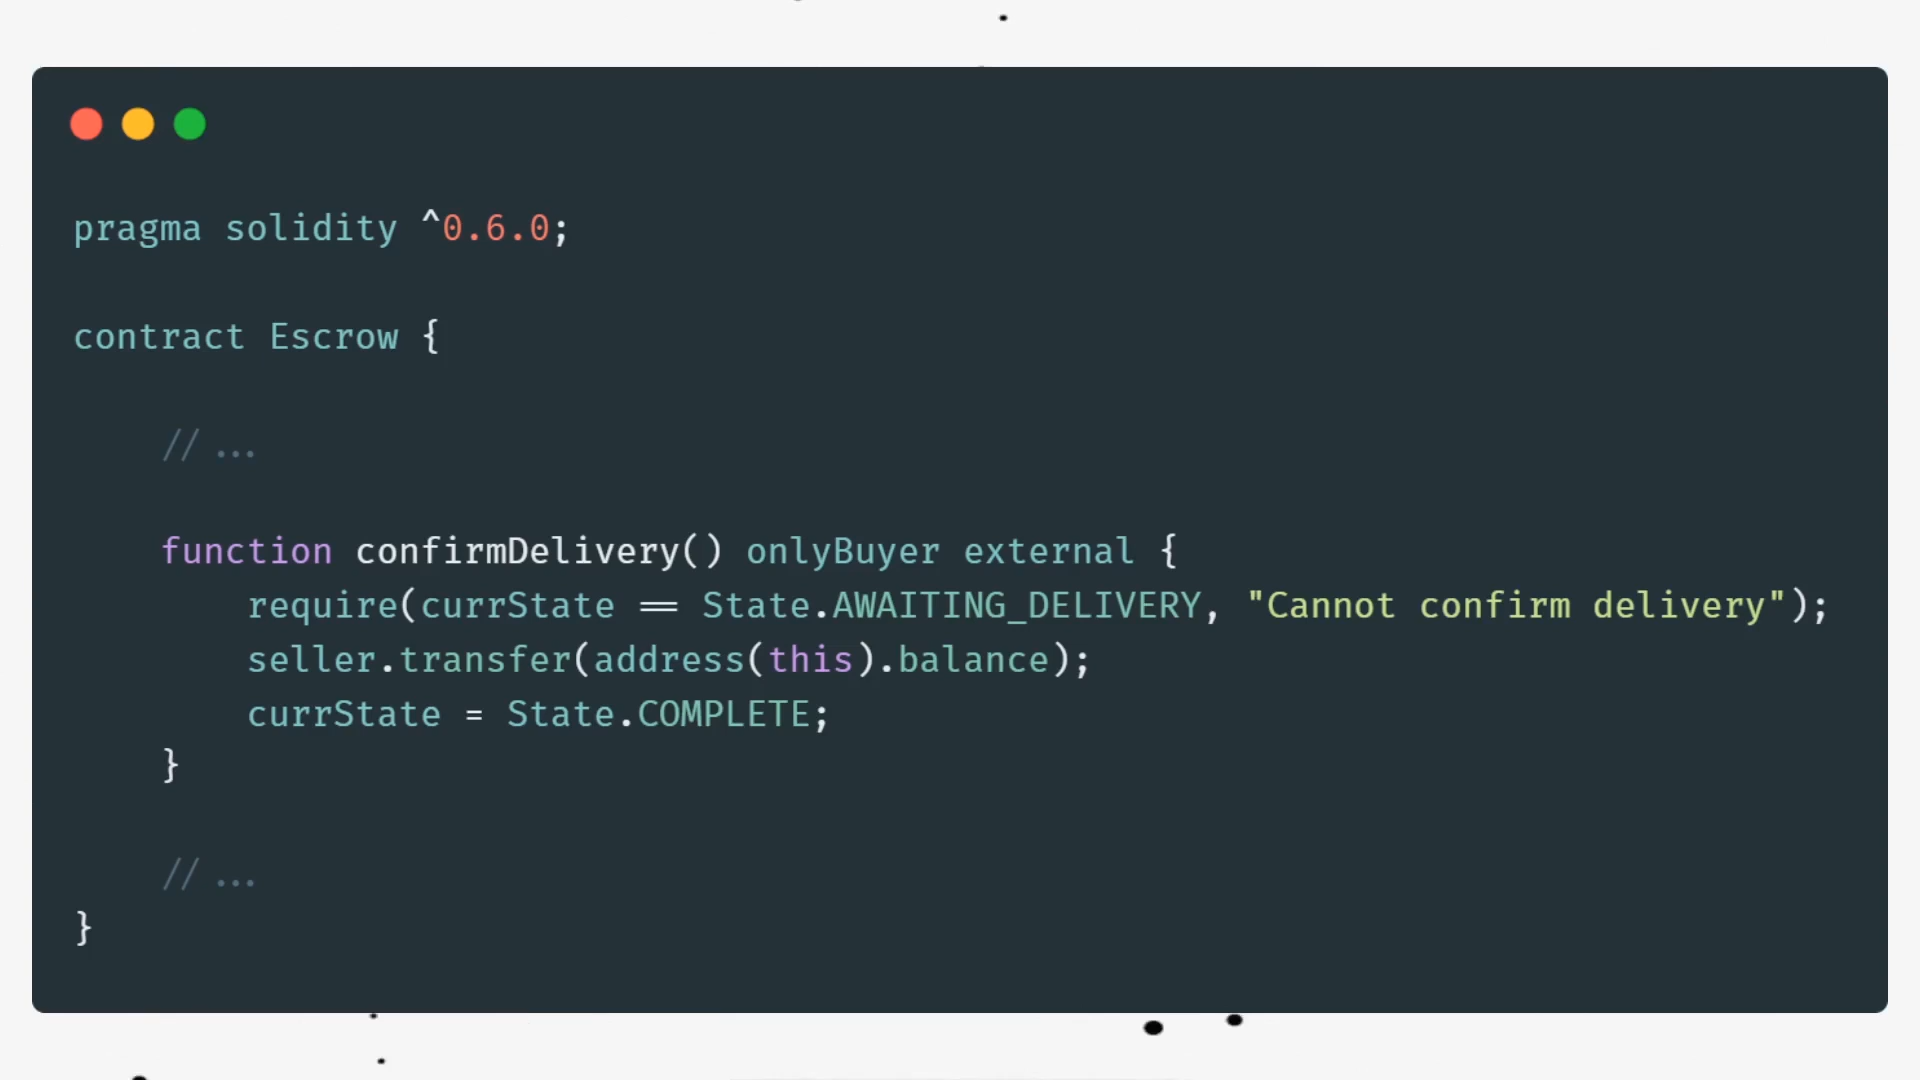 pragma solidity ^0.6.0;
contract Escrow {
// ...
function confirmDelivery() onlyBuyer external {
require(currState == State.AWAITING_DELIVERY, "Cannot confirm delivery");
seller.transfer(address(this).balance);
currState = State.COMPLETE;
}
// ...
}